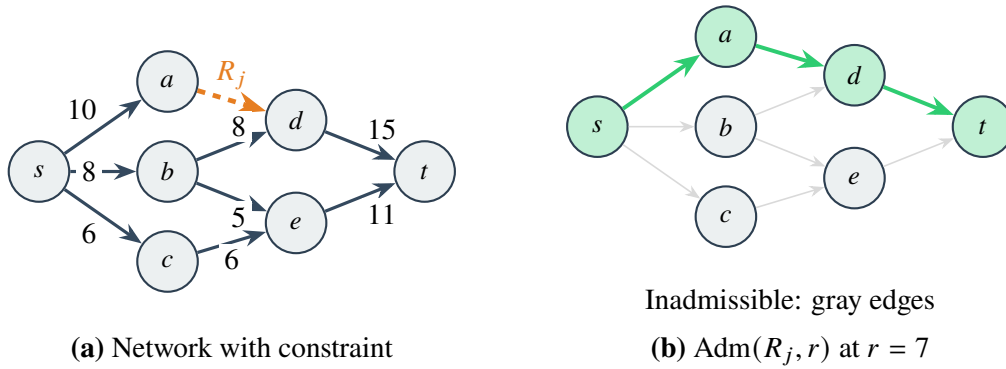 a
R_j
10
8
d
15
s
8
b
t
5
11
6
e
6
c
(a) Network with constraint
a
d
s
b
t
e
c
Inadmissible: gray edges
(b) Adm(R_j, r) at r = 7